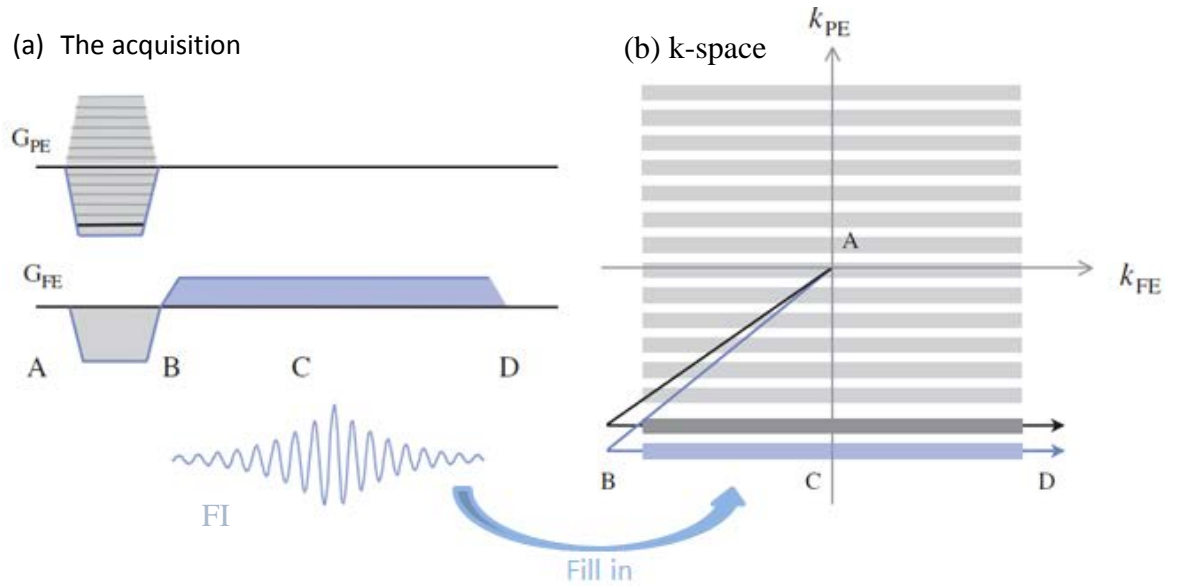 (a) The acquisition
G_PE
G_FE
A B C D
FI
Fill in
(b) k-space
k_PE
A
k_FE
B C D